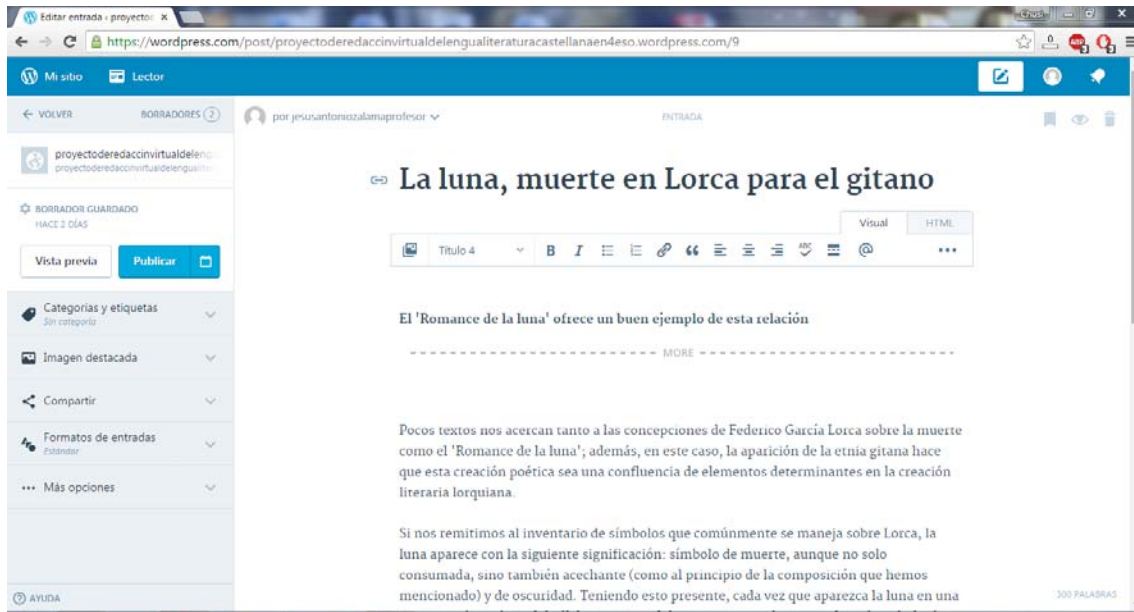 Editar entrada ‹ proyectos
Chusi
https://wordpress.com/post/proyectoderedaccinvirtualdelengualiteraturacastellanaen4eso.wordpress.com/9
Mi sitio
Lector
VOLVER
BORRADORES 2
por jesusantoniozalamaprofesor
ENTRADA
proyectoderedaccinvirtualdeleng
proyectoderedaccinvirtualdelengualite
La luna, muerte en Lorca para el gitano
BORRADOR GUARDADO
HACE 2 DÍAS
Visual
HTML
Vista previa
Publicar
Título 4
B I
ABC
@
Categorías y etiquetas
Sin categoría
El 'Romance de la luna' ofrece un buen ejemplo de esta relación
Imagen destacada
MORE
Compartir
Formatos de entradas
Estándar
Más opciones
Pocos textos nos acercan tanto a las concepciones de Federico García Lorca sobre la muerte
como el 'Romance de la luna'; además, en este caso, la aparición de la etnia gitana hace
que esta creación poética sea una confluencia de elementos determinantes en la creación
literaria lorquiana.
Si nos remitimos al inventario de símbolos que comúnmente se maneja sobre Lorca, la
luna aparece con la siguiente significación: símbolo de muerte, aunque no solo
consumada, sino también acechante (como al principio de la composición que hemos
mencionado) y de oscuridad. Teniendo esto presente, cada vez que aparezca la luna en una
AYUDA
300 PALABRAS